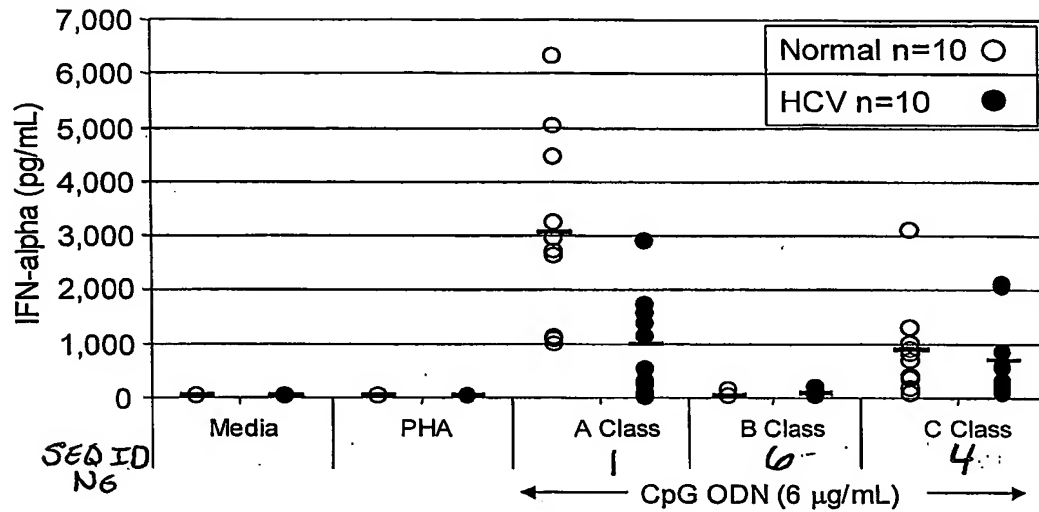 7,000
6,000
5,000
4,000
3,000
2,000
1,000
0
IFN-alpha (pg/mL)
Normal n=10
HCV n=10
Media PHA A Class B Class C Class
SEQ ID 1 6 4
NO
CpG ODN (6 µg/mL)